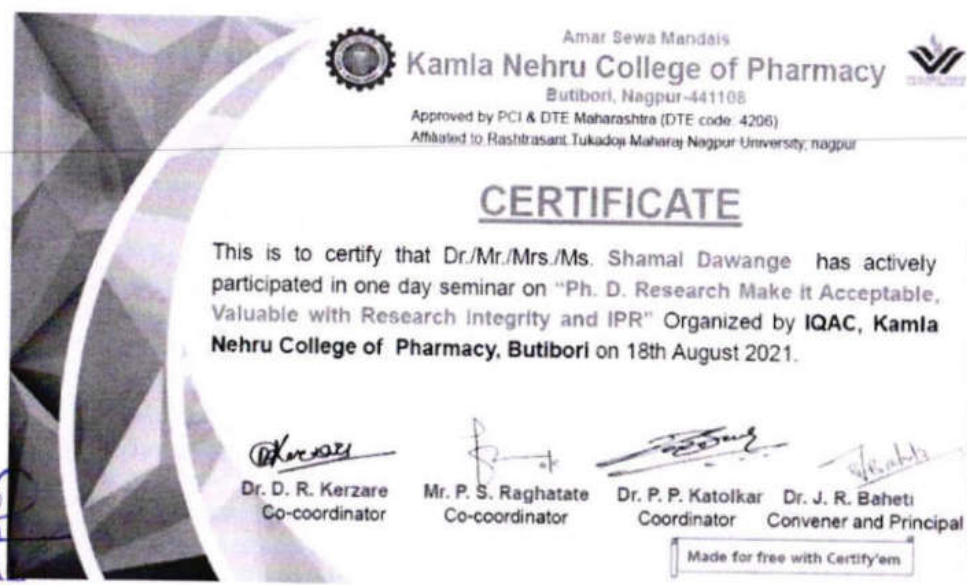 Amar Sewa Mandals
Kamla Nehru College of Pharmacy
Butibori, Nagpur-441108
Approved by PCI & DTE Maharashtra (DTE code: 4206)
Affiliated to Rashtrasant Tukadoji Maharaj Nagpur University, nagpur
CERTIFICATE
This is to certify that Dr./Mr./Mrs./Ms. Shamal Dawange has actively
participated in one day seminar on “Ph. D. Research Make it Acceptable,
Valuable with Research Integrity and IPR” Organized by IQAC, Kamla
Nehru College of Pharmacy, Butibori on 18th August 2021.
Dr. D. R. Kerzare Mr. P. S. Raghatate Dr. P. P. Katolkar Dr. J. R. Baheti
Co-coordinator Co-coordinator Coordinator Convener and Principal
Made for free with Certify'em